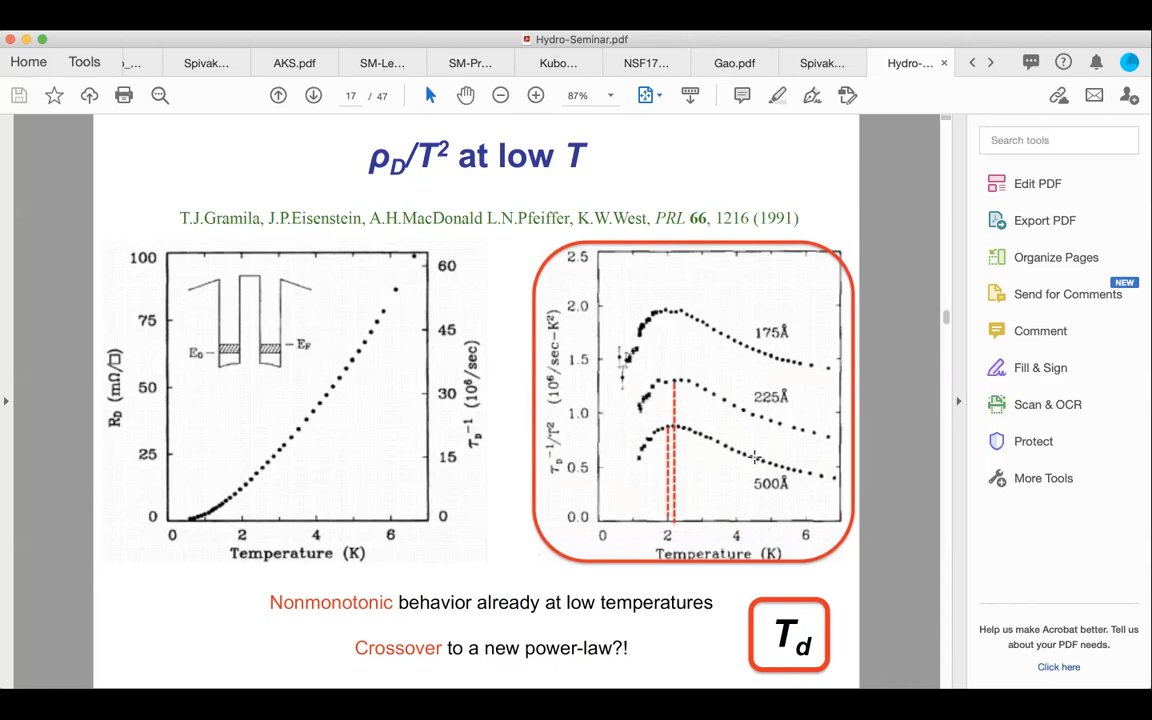 Hydro-Seminar.pdf
Home Tools _... Spivak... AKS.pdf SM-Le... SM-Pr... Kubo... NSF17... Gao.pdf Spivak... Hydro-...
17 / 47 87%
Search tools
Edit PDF
Export PDF
Organize Pages
NEW
Send for Comments
Comment
Fill & Sign
Scan & OCR
Protect
More Tools
Help us make Acrobat better. Tell us
about your PDF needs.
Click here
ρD/T² at low T
T.J.Gramila, J.P.Eisenstein, A.H.MacDonald L.N.Pfeiffer, K.W.West, PRL 66, 1216 (1991)
100
75
50
25
0
RD (mΩ/□)
E0
EF
60
45
30
15
0
τD⁻¹ (10⁶/sec)
0 2 4 6
Temperature (K)
2.5
2.0
1.5
1.0
0.5
0.0
τD⁻¹/T² (10⁶/sec–K²)
175Å
225Å
500Å
0 2 4 6
Temperature (K)
Nonmonotonic behavior already at low temperatures
Crossover to a new power-law?!
Td